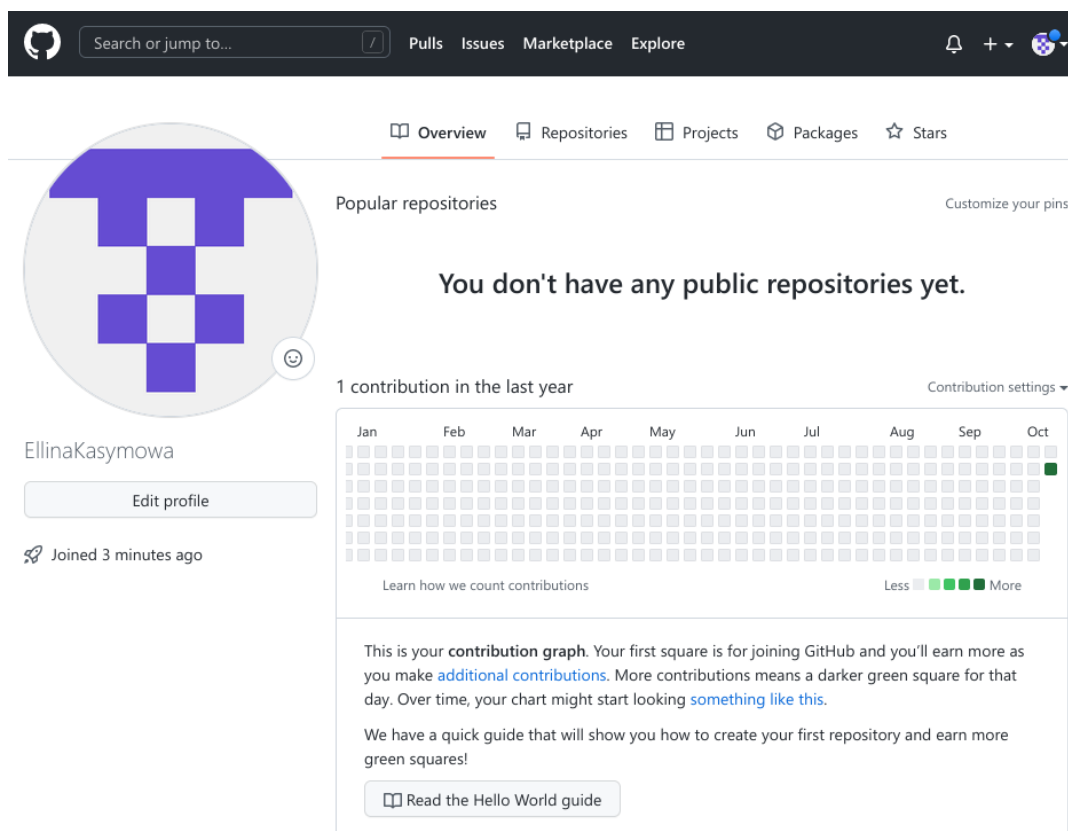 Search or jump to... /
Pulls Issues Marketplace Explore
Overview Repositories Projects Packages Stars
Popular repositories
Customize your pins
You don't have any public repositories yet.
1 contribution in the last year
Contribution settings
Jan Feb Mar Apr May Jun Jul Aug Sep Oct
Learn how we count contributions
Less More
EllinaKasymowa
Edit profile
Joined 3 minutes ago
This is your contribution graph. Your first square is for joining GitHub and you'll earn more as
you make additional contributions. More contributions means a darker green square for that
day. Over time, your chart might start looking something like this.
We have a quick guide that will show you how to create your first repository and earn more
green squares!
Read the Hello World guide